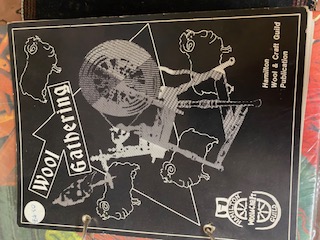 Wool
Gathering
Hamilton
Wool & Craft Guild
Publication